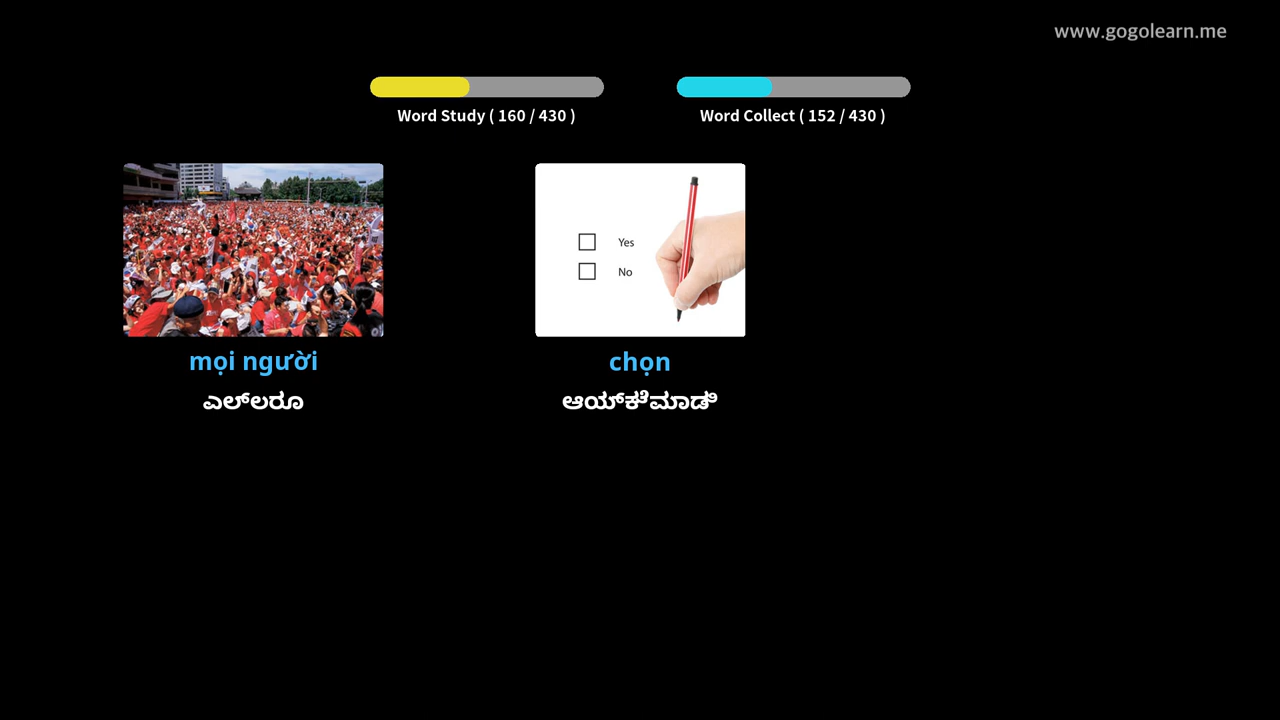 www.gogolearn.me
Word Study ( 160 / 430 )
Word Collect ( 152 / 430 )
Yes
No
mọi người
chọn
ಎಲ್ಲರೂ
ಆಯ್ಕೆಮಾಡಿ